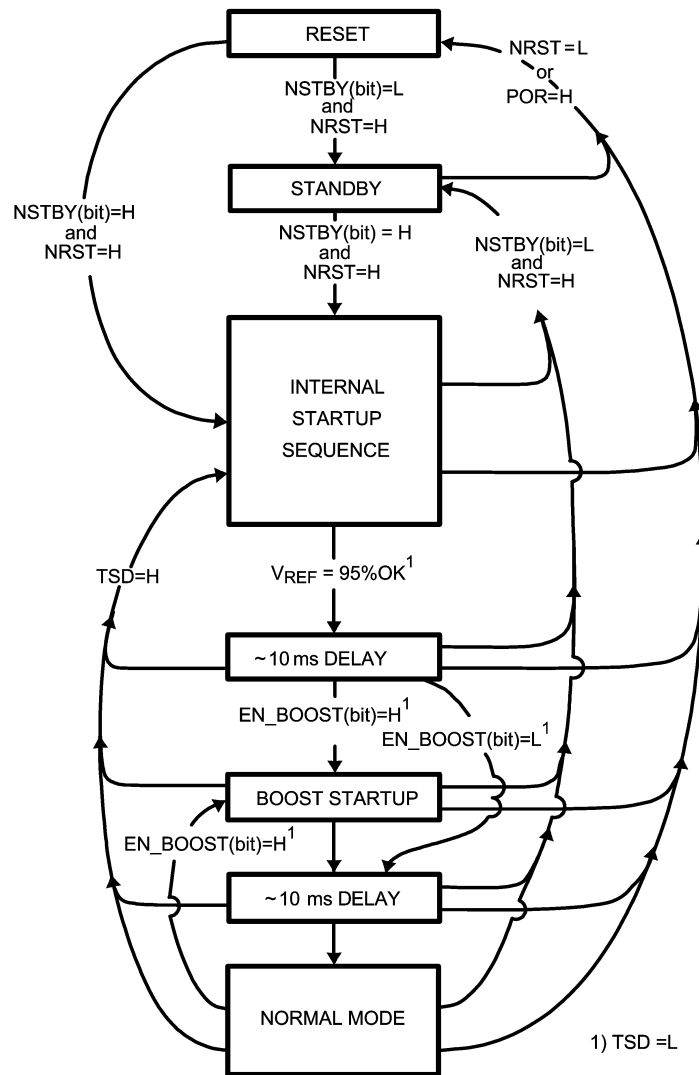 RESET
NRST=L
or
POR=H
NSTBY(bit)=L
and
NRST=H
STANDBY
NSTBY(bit)=H
and
NRST=H
NSTBY(bit) = H
and
NRST=H
NSTBY(bit)=L
and
NRST=H
INTERNAL
STARTUP
SEQUENCE
TSD=H
VREF = 95%OK1
~10 ms DELAY
EN_BOOST(bit)=H1
EN_BOOST(bit)=L1
BOOST STARTUP
EN_BOOST(bit)=H1
~10 ms DELAY
NORMAL MODE
1) TSD =L